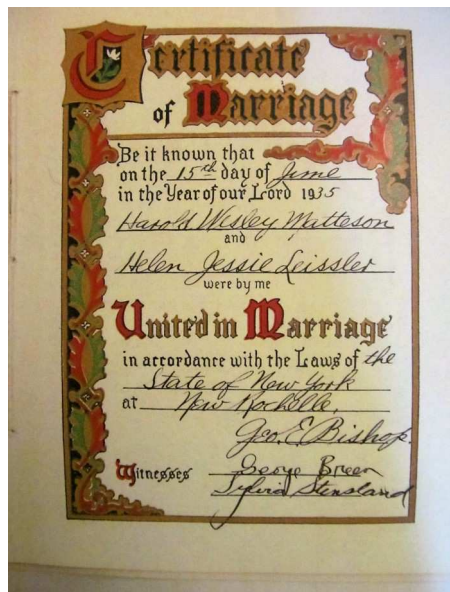 Certificate
of Marriage
Be it known that
on the 15th day of June
in the Year of our Lord 1935
Harold Wesley Matteson
and
Helen Jessie Leissler
were by me
United in Marriage
in accordance with the Laws of the
State of New York
at New Rochelle.
Geo. E. Bishop
Witnesses George Breen
Sylvia Stensland